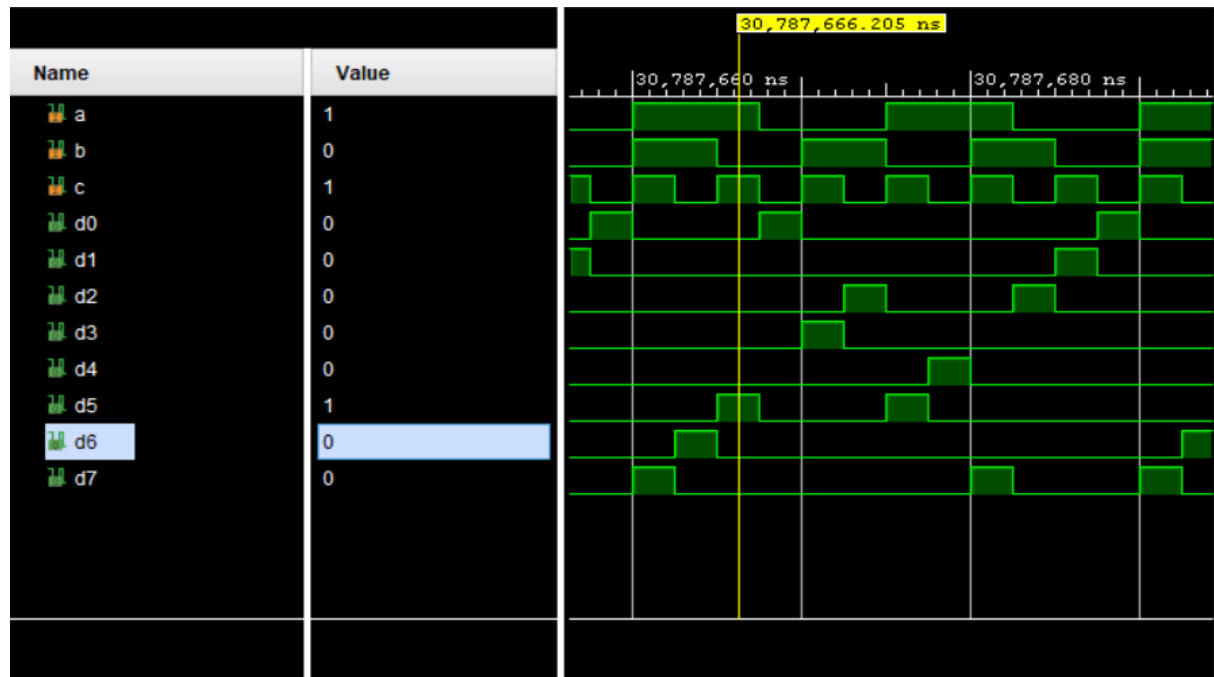 30,787,666.205 ns
Name Value 30,787,660 ns 30,787,680 ns
a 1
b 0
c 1
d0 0
d1 0
d2 0
d3 0
d4 0
d5 1
d6 0
d7 0